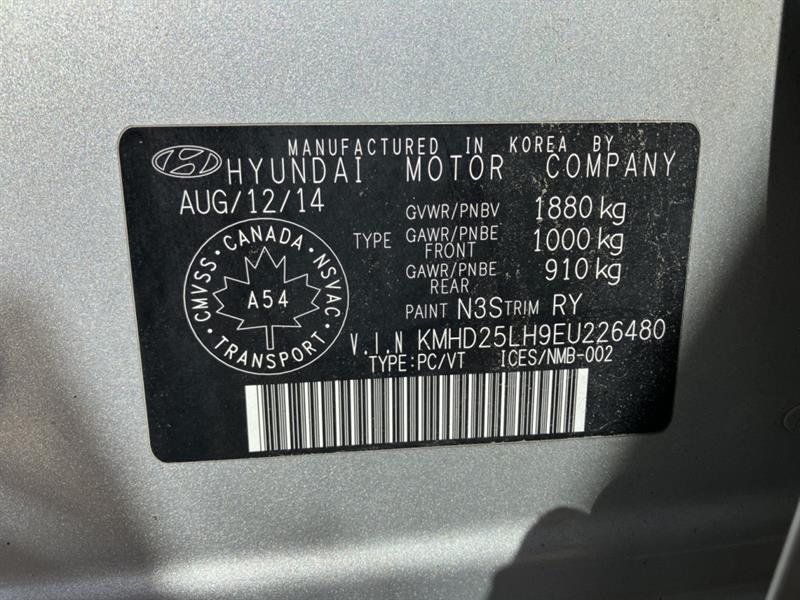 MANUFACTURED IN KOREA BY
HYUNDAI MOTOR COMPANY
AUG/12/14
GVWR/PNBV 1880 kg
TYPE GAWR/PNBE FRONT 1000 kg
GAWR/PNBE REAR 910 kg
PAINT N3S TRIM RY
CMVSS · CANADA · NSVAC · TRANSPORT ·
A54
V.I.N KMHD25LH9EU226480
TYPE:PC/VT ICES/NMB-002